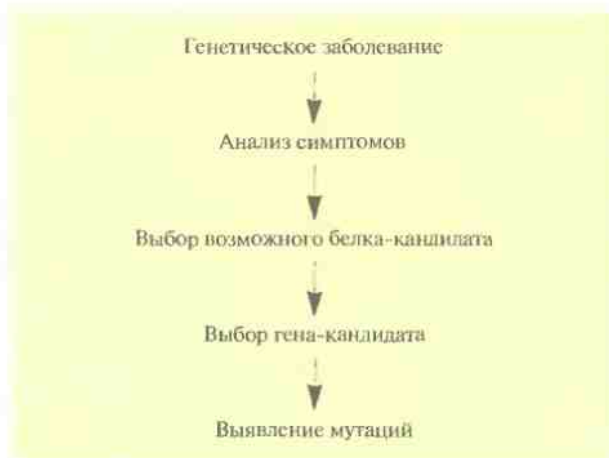 Генетическое заболевание
Анализ симптомов
Выбор возможного белка-кандидата
Выбор гена-кандидата
Выявление мутаций